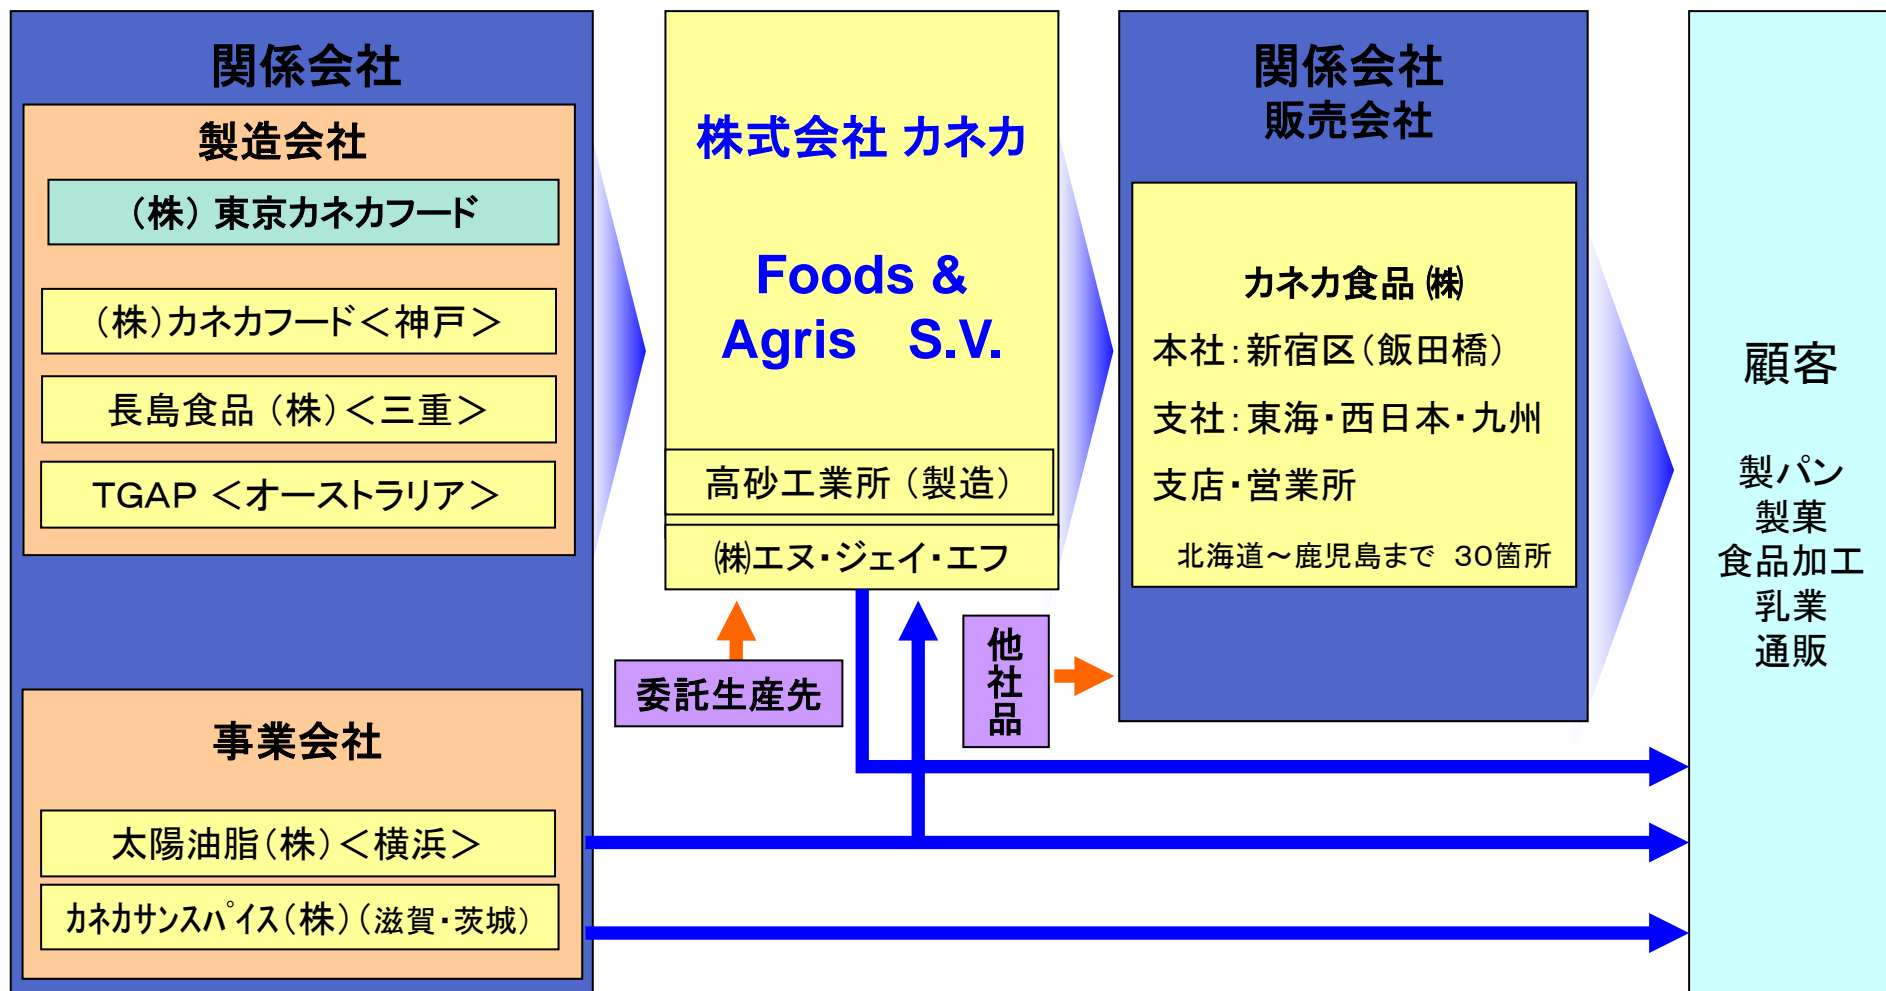 関係会社
製造会社
（株） 東京カネカフード
（株）カネカフード＜神戸＞
長島食品（株）＜三重＞
TGAP ＜オーストラリア＞
事業会社
太陽油脂（株）＜横浜＞
ｶﾈｶｻﾝｽﾊﾟｲｽ（株）（滋賀・茨城）
株式会社 カネカ
Foods &
Agris　S.V.
高砂工業所（製造）
㈱エヌ・ジェイ・エフ
委託生産先
他
社
品
関係会社
販売会社
カネカ食品 ㈱
本社：新宿区（飯田橋）
支社：東海・西日本・九州
支店・営業所
北海道～鹿児島まで　30箇所
顧客
製パン
製菓
食品加工
乳業
通販